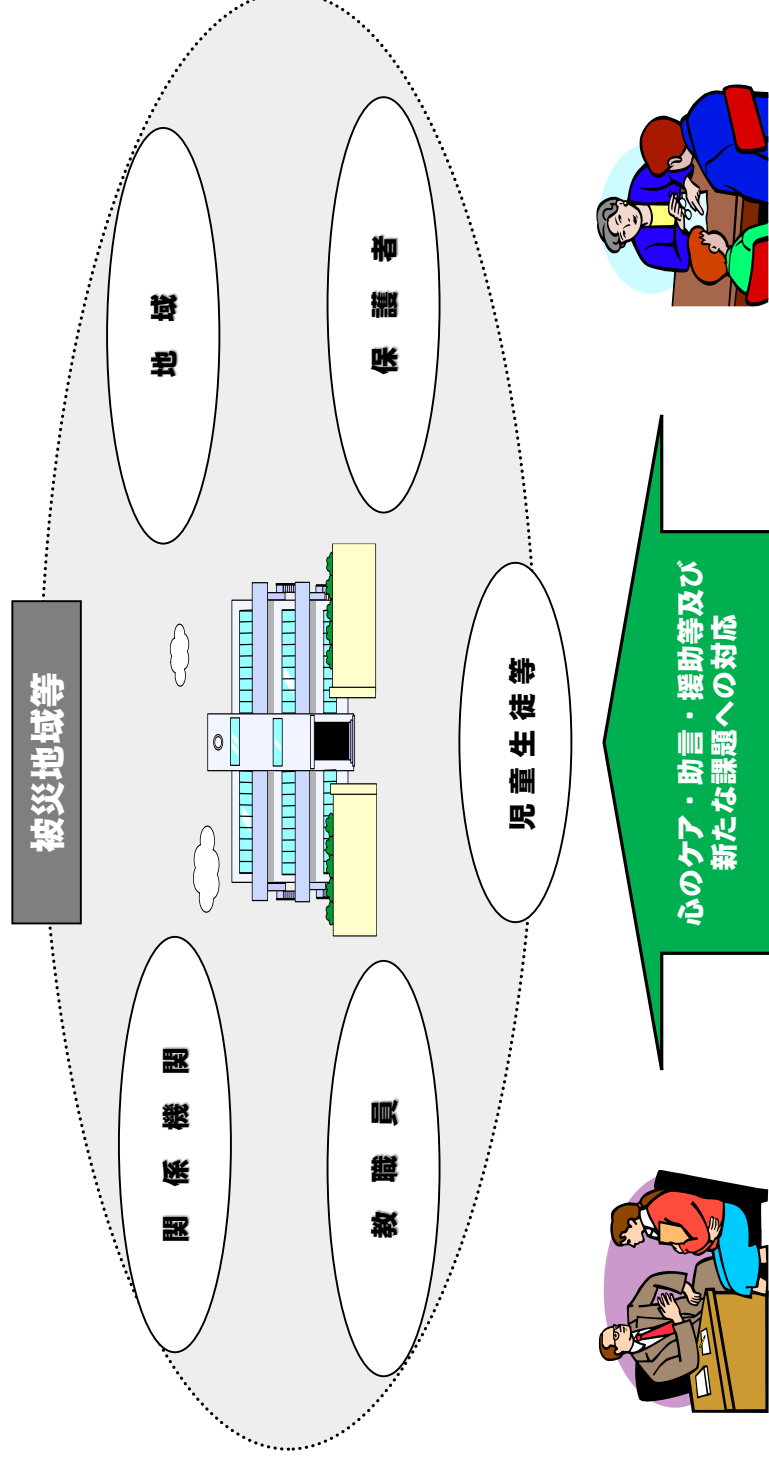 被災地域等
関係機関
地域
教職員
保護者
児童生徒等
心のケア・助言・援助等及び
新たな課題への対応